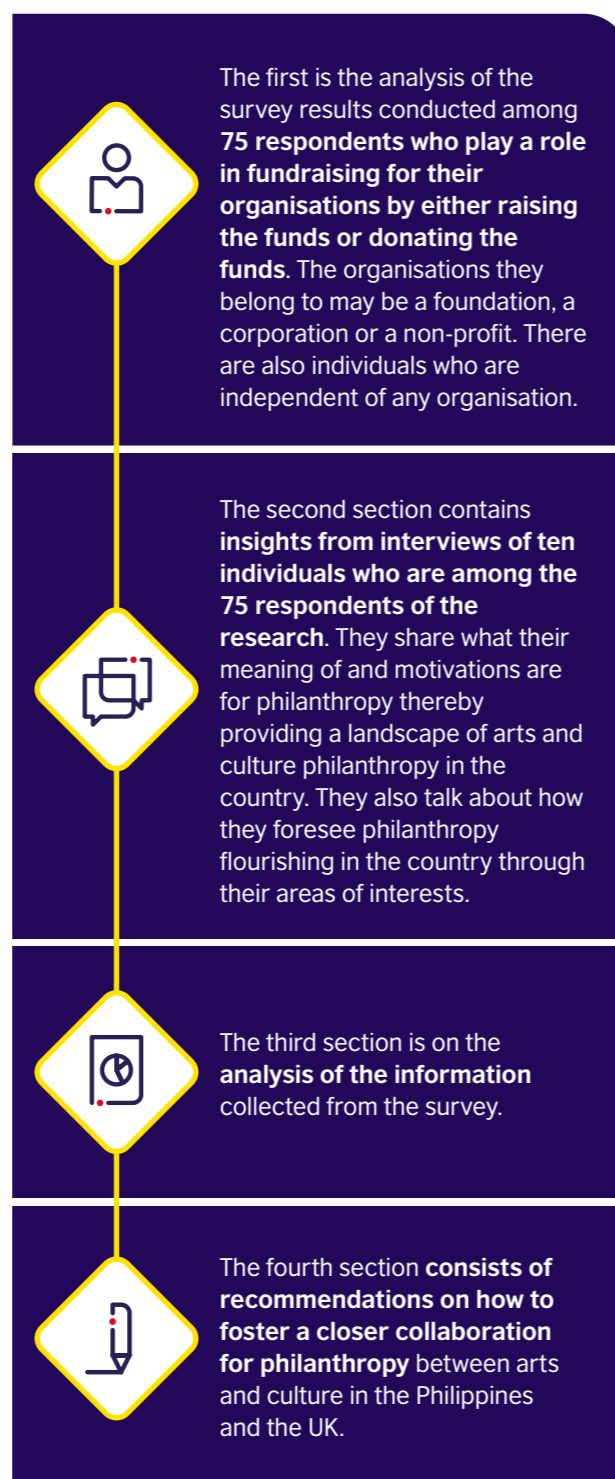 The first is the analysis of the
survey results conducted among
75 respondents who play a role
in fundraising for their
organisations by either raising
the funds or donating the
funds. The organisations they
belong to may be a foundation, a
corporation or a non-profit. There
are also individuals who are
independent of any organisation.
The second section contains
insights from interviews of ten
individuals who are among the
75 respondents of the
research. They share what their
meaning of and motivations are
for philanthropy thereby
providing a landscape of arts and
culture philanthropy in the
country. They also talk about how
they foresee philanthropy
flourishing in the country through
their areas of interests.
The third section is on the
analysis of the information
collected from the survey.
The fourth section consists of
recommendations on how to
foster a closer collaboration
for philanthropy between arts
and culture in the Philippines
and the UK.